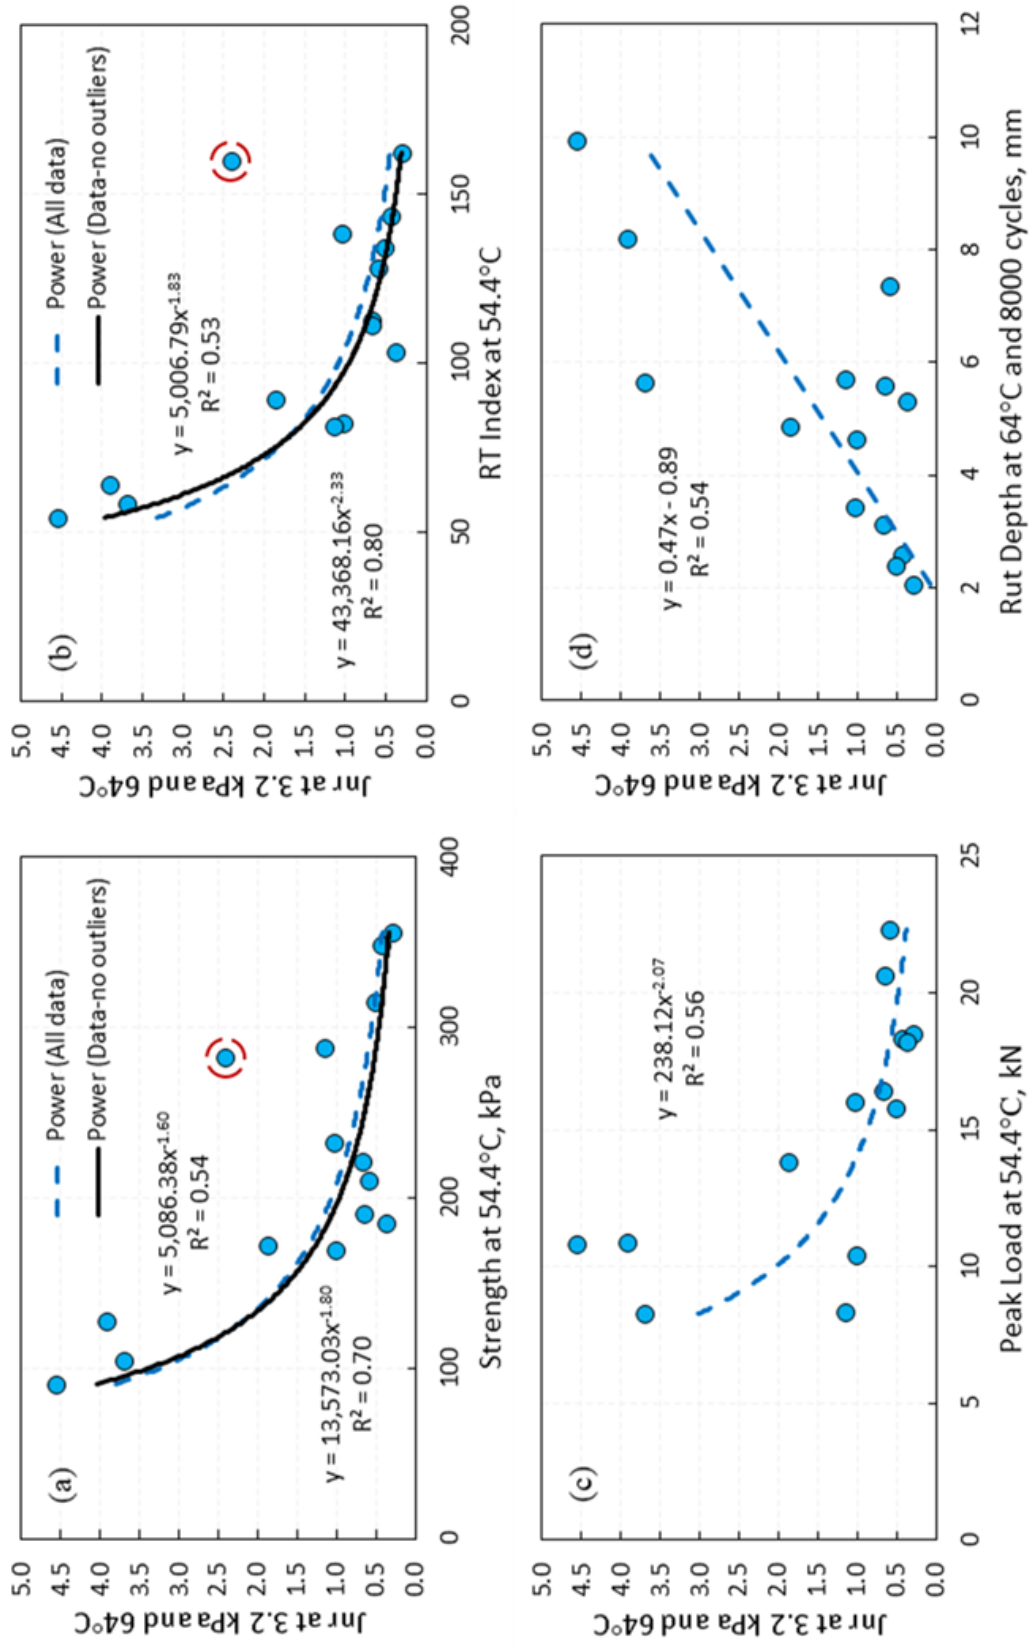 (a)
Power (All data)
Power (Data-no outliers)
y = 5,086.38x^-1.60
R² = 0.54
y = 13,573.03x^-1.80
R² = 0.70
Jnr at 3.2 kPa and 64°C
5.0
4.5
4.0
3.5
3.0
2.5
2.0
1.5
1.0
0.5
0.0
0 100 200 300 400
Strength at 54.4°C, kPa
(b)
Power (All data)
Power (Data-no outliers)
y = 5,006.79x^-1.83
R² = 0.53
y = 43,368.16x^-2.33
R² = 0.80
Jnr at 3.2 kPa and 64°C
5.0
4.5
4.0
3.5
3.0
2.5
2.0
1.5
1.0
0.5
0.0
0 50 100 150 200
RT Index at 54.4°C
(c)
y = 238.12x^-2.07
R² = 0.56
Jnr at 3.2 kPa and 64°C
5.0
4.5
4.0
3.5
3.0
2.5
2.0
1.5
1.0
0.5
0.0
0 5 10 15 20 25
Peak Load at 54.4°C, kN
(d)
y = 0.47x - 0.89
R² = 0.54
Jnr at 3.2 kPa and 64°C
5.0
4.5
4.0
3.5
3.0
2.5
2.0
1.5
1.0
0.5
0.0
0 2 4 6 8 10 12
Rut Depth at 64°C and 8000 cycles, mm